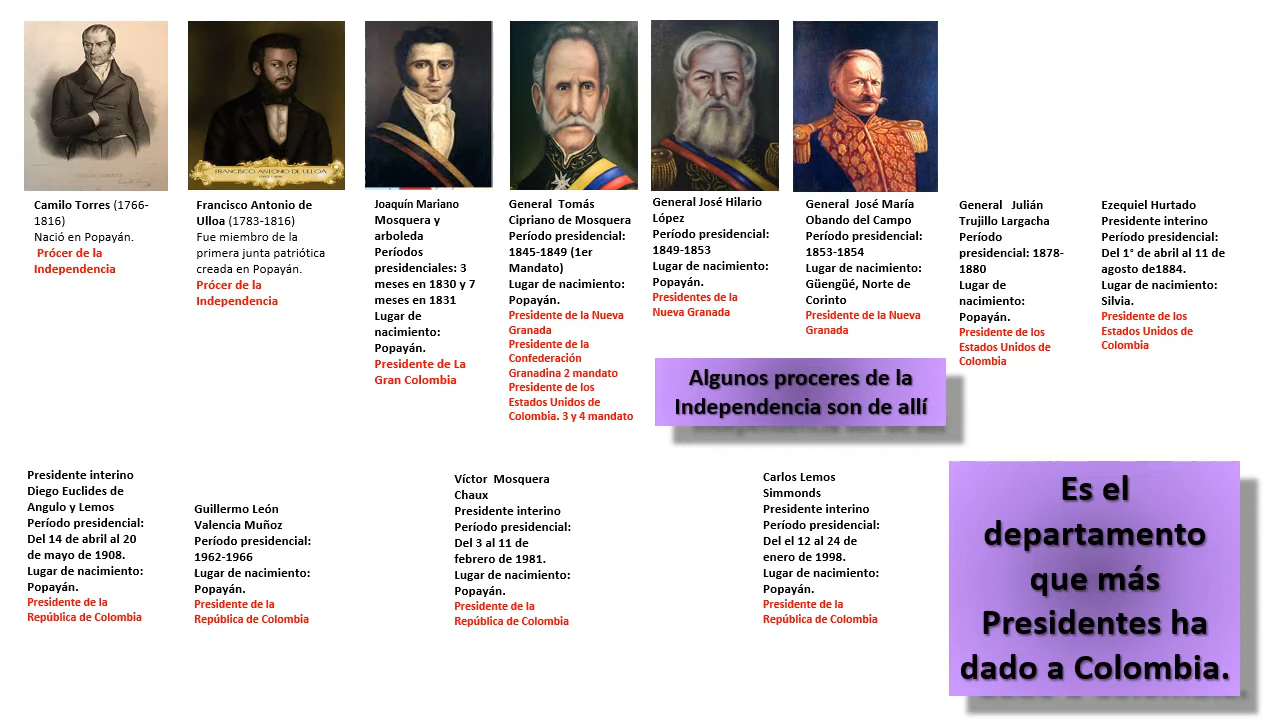 FRANCISCO ANTONIO DE ULLOA
Camilo Torres (1766-
1816)
Nació en Popayán.
Prócer de la
Independencia
Francisco Antonio de
Ulloa (1783-1816)
Fue miembro de la
primera junta patriótica
creada en Popayán.
Prócer de la
Independencia
Joaquín Mariano
Mosquera y
arboleda
Períodos
presidenciales: 3
meses en 1830 y 7
meses en 1831
Lugar de
nacimiento:
Popayán.
Presidente de La
Gran Colombia
General Tomás
Cipriano de Mosquera
Período presidencial:
1845-1849 (1er
Mandato)
Lugar de nacimiento:
Popayán.
Presidente de la Nueva
Granada
Presidente de la
Confederación
Granadina 2 mandato
Presidente de los
Estados Unidos de
Colombia. 3 y 4 mandato
General José Hilario
López
Período presidencial:
1849-1853
Lugar de nacimiento:
Popayán.
Presidentes de la
Nueva Granada
General José María
Obando del Campo
Período presidencial:
1853-1854
Lugar de nacimiento:
Güengüé, Norte de
Corinto
Presidente de la Nueva
Granada
General Julián
Trujillo Largacha
Período
presidencial: 1878-
1880
Lugar de
nacimiento:
Popayán.
Presidente de los
Estados Unidos de
Colombia
Ezequiel Hurtado
Presidente interino
Período presidencial:
Del 1° de abril al 11 de
agosto de1884.
Lugar de nacimiento:
Silvia.
Presidente de los
Estados Unidos de
Colombia
Algunos proceres de la
Independencia son de allí
Presidente interino
Diego Euclides de
Angulo y Lemos
Período presidencial:
Del 14 de abril al 20
de mayo de 1908.
Lugar de nacimiento:
Popayán.
Presidente de la
República de Colombia
Guillermo León
Valencia Muñoz
Período presidencial:
1962-1966
Lugar de nacimiento:
Popayán.
Presidente de la
República de Colombia
Víctor Mosquera
Chaux
Presidente interino
Período presidencial:
Del 3 al 11 de
febrero de 1981.
Lugar de nacimiento:
Popayán.
Presidente de la
República de Colombia
Carlos Lemos
Simmonds
Presidente interino
Período presidencial:
Del el 12 al 24 de
enero de 1998.
Lugar de nacimiento:
Popayán.
Presidente de la
República de Colombia
Es el
departamento
que más
Presidentes ha
dado a Colombia.